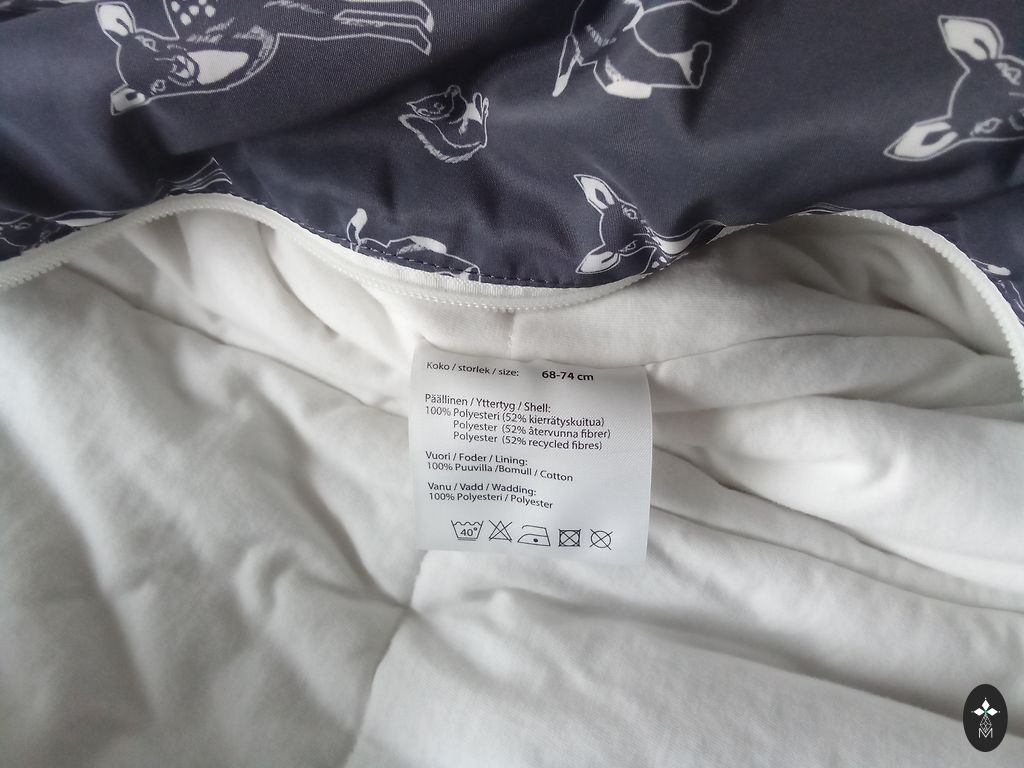 Koko / storlek / size: 68-74 cm
Päällinen / Yttertyg / Shell:
100% Polyesteri (52% kierrätyskuitua)
Polyester (52% återvunna fibrer)
Polyester (52% recycled fibres)
Vuori / Foder / Lining:
100% Puuvilla /Bomull / Cotton
Vanu / Vadd / Wadding:
100% Polyesteri / Polyester
40°
M